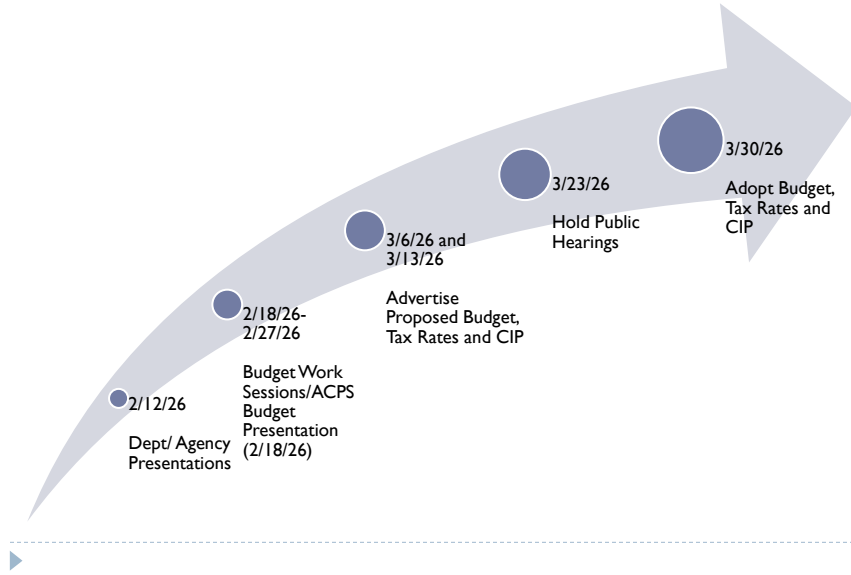 2/12/26
Dept/ Agency
Presentations
2/18/26-
2/27/26
Budget Work
Sessions/ACPS
Budget
Presentation
(2/18/26)
3/6/26 and
3/13/26
Advertise
Proposed Budget,
Tax Rates and CIP
3/23/26
Hold Public
Hearings
3/30/26
Adopt Budget,
Tax Rates and
CIP